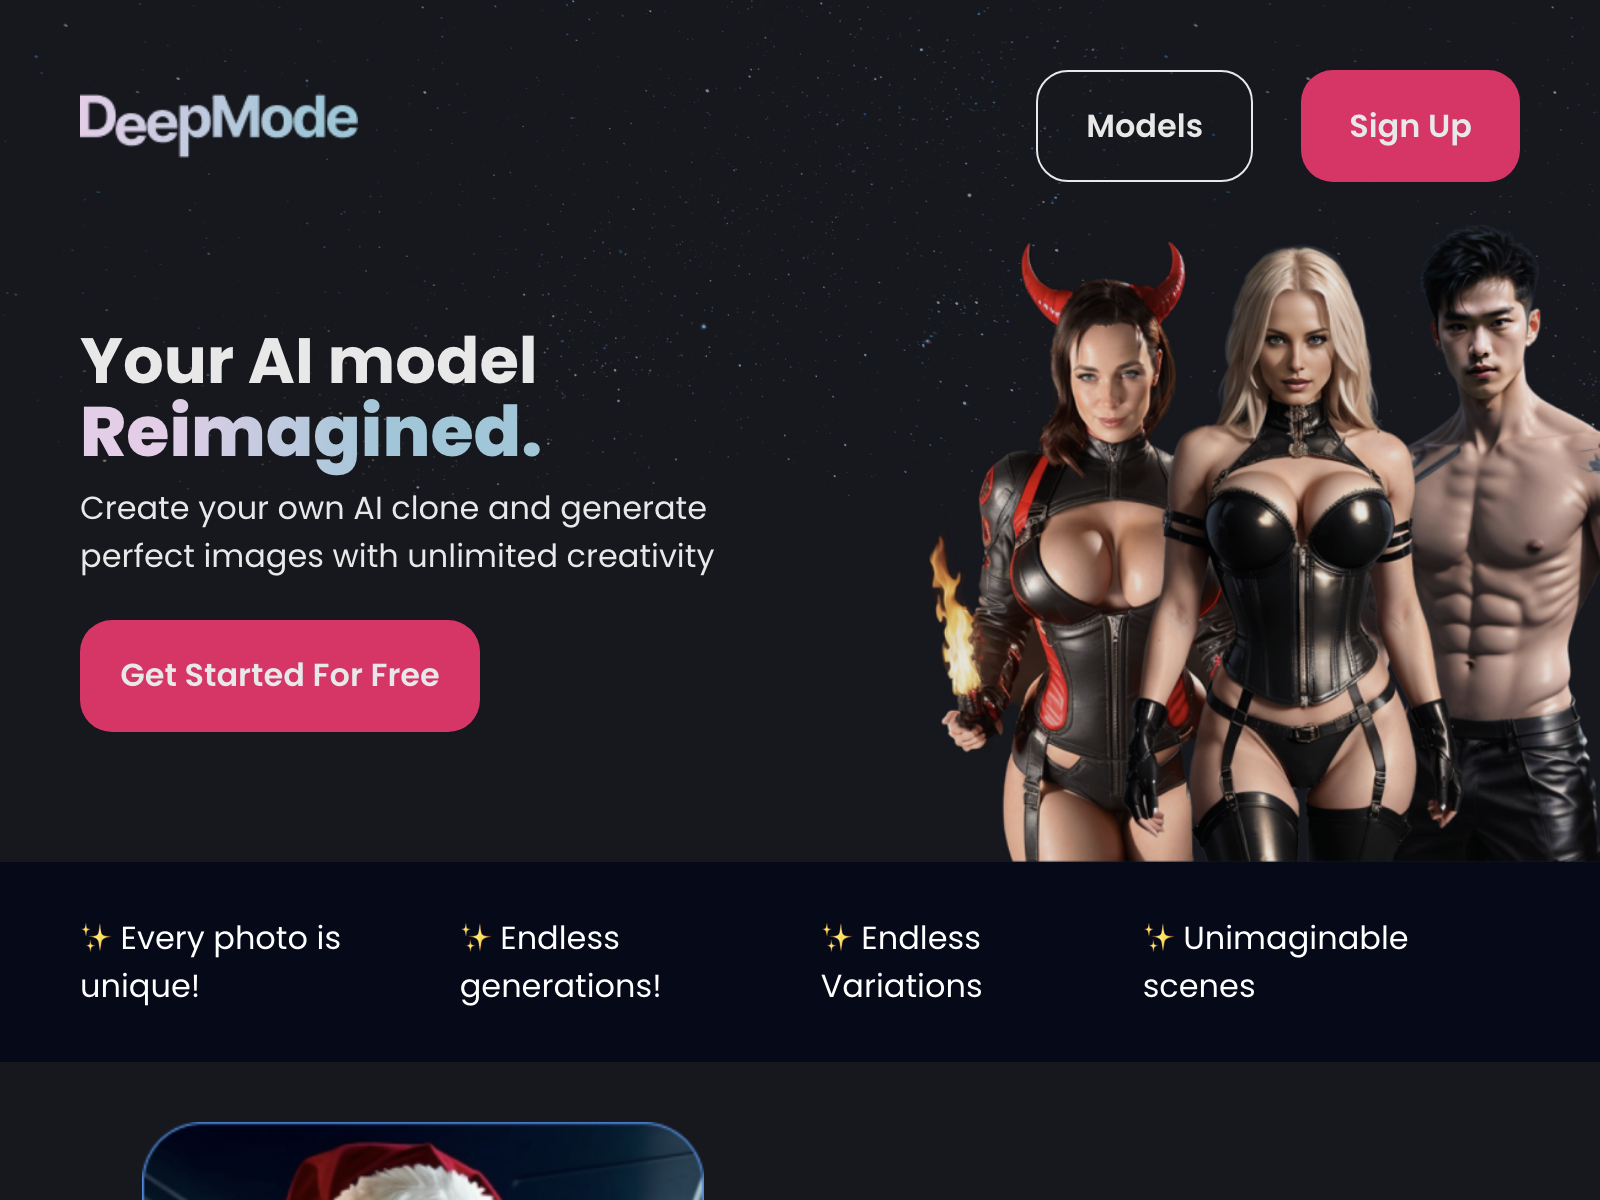 DeepMode
Models
Sign Up
Your AI model
Reimagined.
Create your own AI clone and generate
perfect images with unlimited creativity
Get Started For Free
✨ Every photo is
unique!
✨ Endless
generations!
✨ Endless
Variations
✨ Unimaginable
scenes